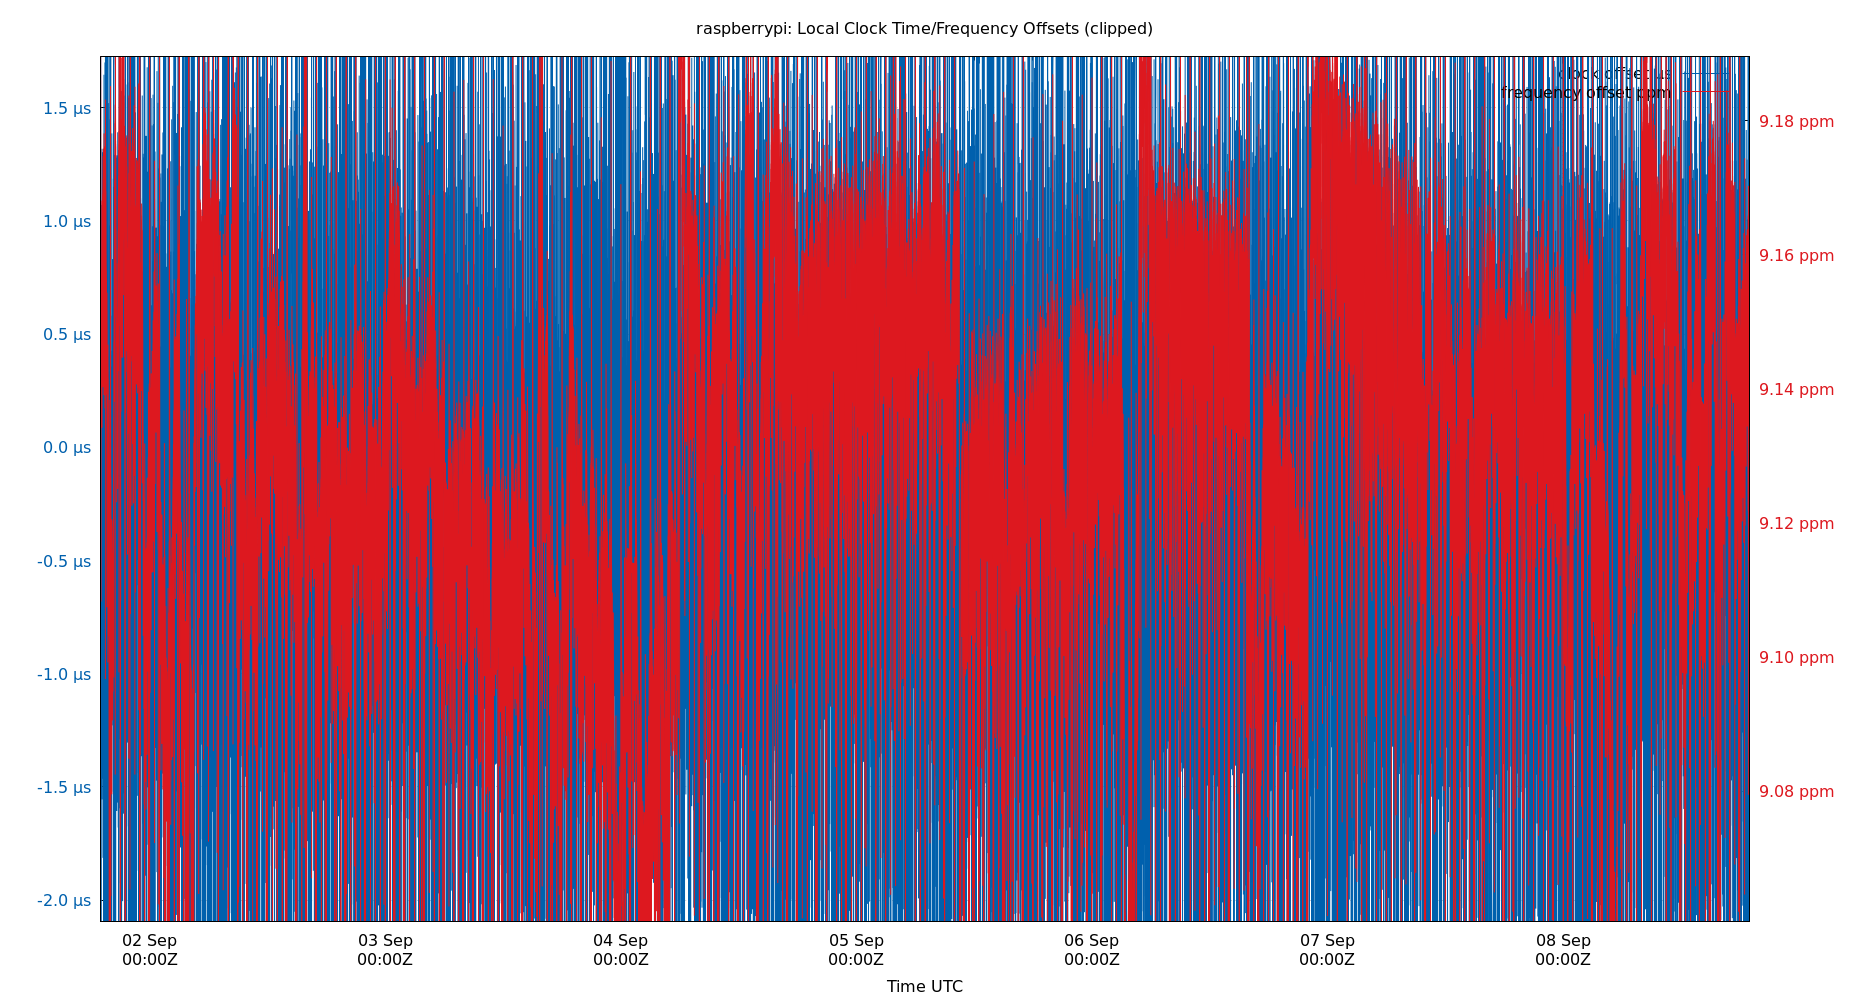 raspberrypi: Local Clock Time/Frequency Offsets (clipped)
clock offset µs
frequency offset ppm
1.5 µs
1.0 µs
0.5 µs
0.0 µs
-0.5 µs
-1.0 µs
-1.5 µs
-2.0 µs
9.18 ppm
9.16 ppm
9.14 ppm
9.12 ppm
9.10 ppm
9.08 ppm
02 Sep
00:00Z
03 Sep
00:00Z
04 Sep
00:00Z
05 Sep
00:00Z
06 Sep
00:00Z
07 Sep
00:00Z
08 Sep
00:00Z
Time UTC